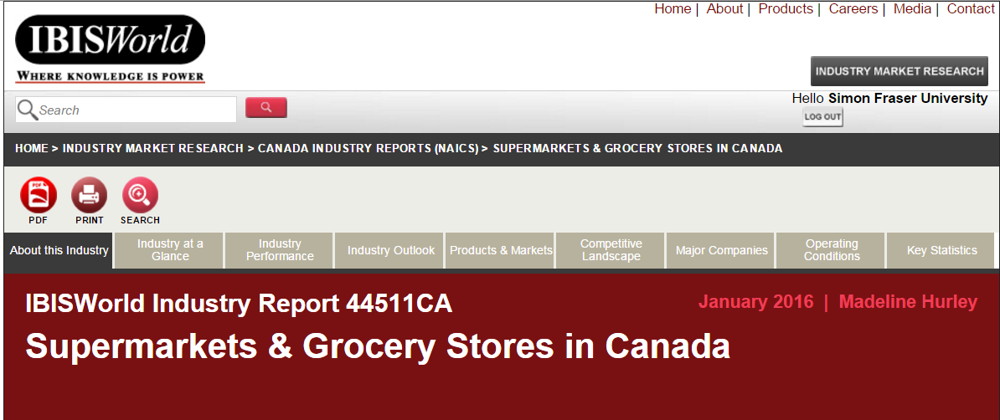 Home | About | Products | Careers | Media | Contact
IBISWorld
WHERE KNOWLEDGE IS POWER
INDUSTRY MARKET RESEARCH
Search
Hello Simon Fraser University
LOG OUT
HOME > INDUSTRY MARKET RESEARCH > CANADA INDUSTRY REPORTS (NAICS) > SUPERMARKETS & GROCERY STORES IN CANADA
PDF
PDF PRINT SEARCH
About this Industry
Industry at a
Glance
Industry
Performance
Industry Outlook
Products & Markets
Competitive
Landscape
Major Companies
Operating
Conditions
Key Statistics
IBISWorld Industry Report 44511CA
January 2016 | Madeline Hurley
Supermarkets & Grocery Stores in Canada